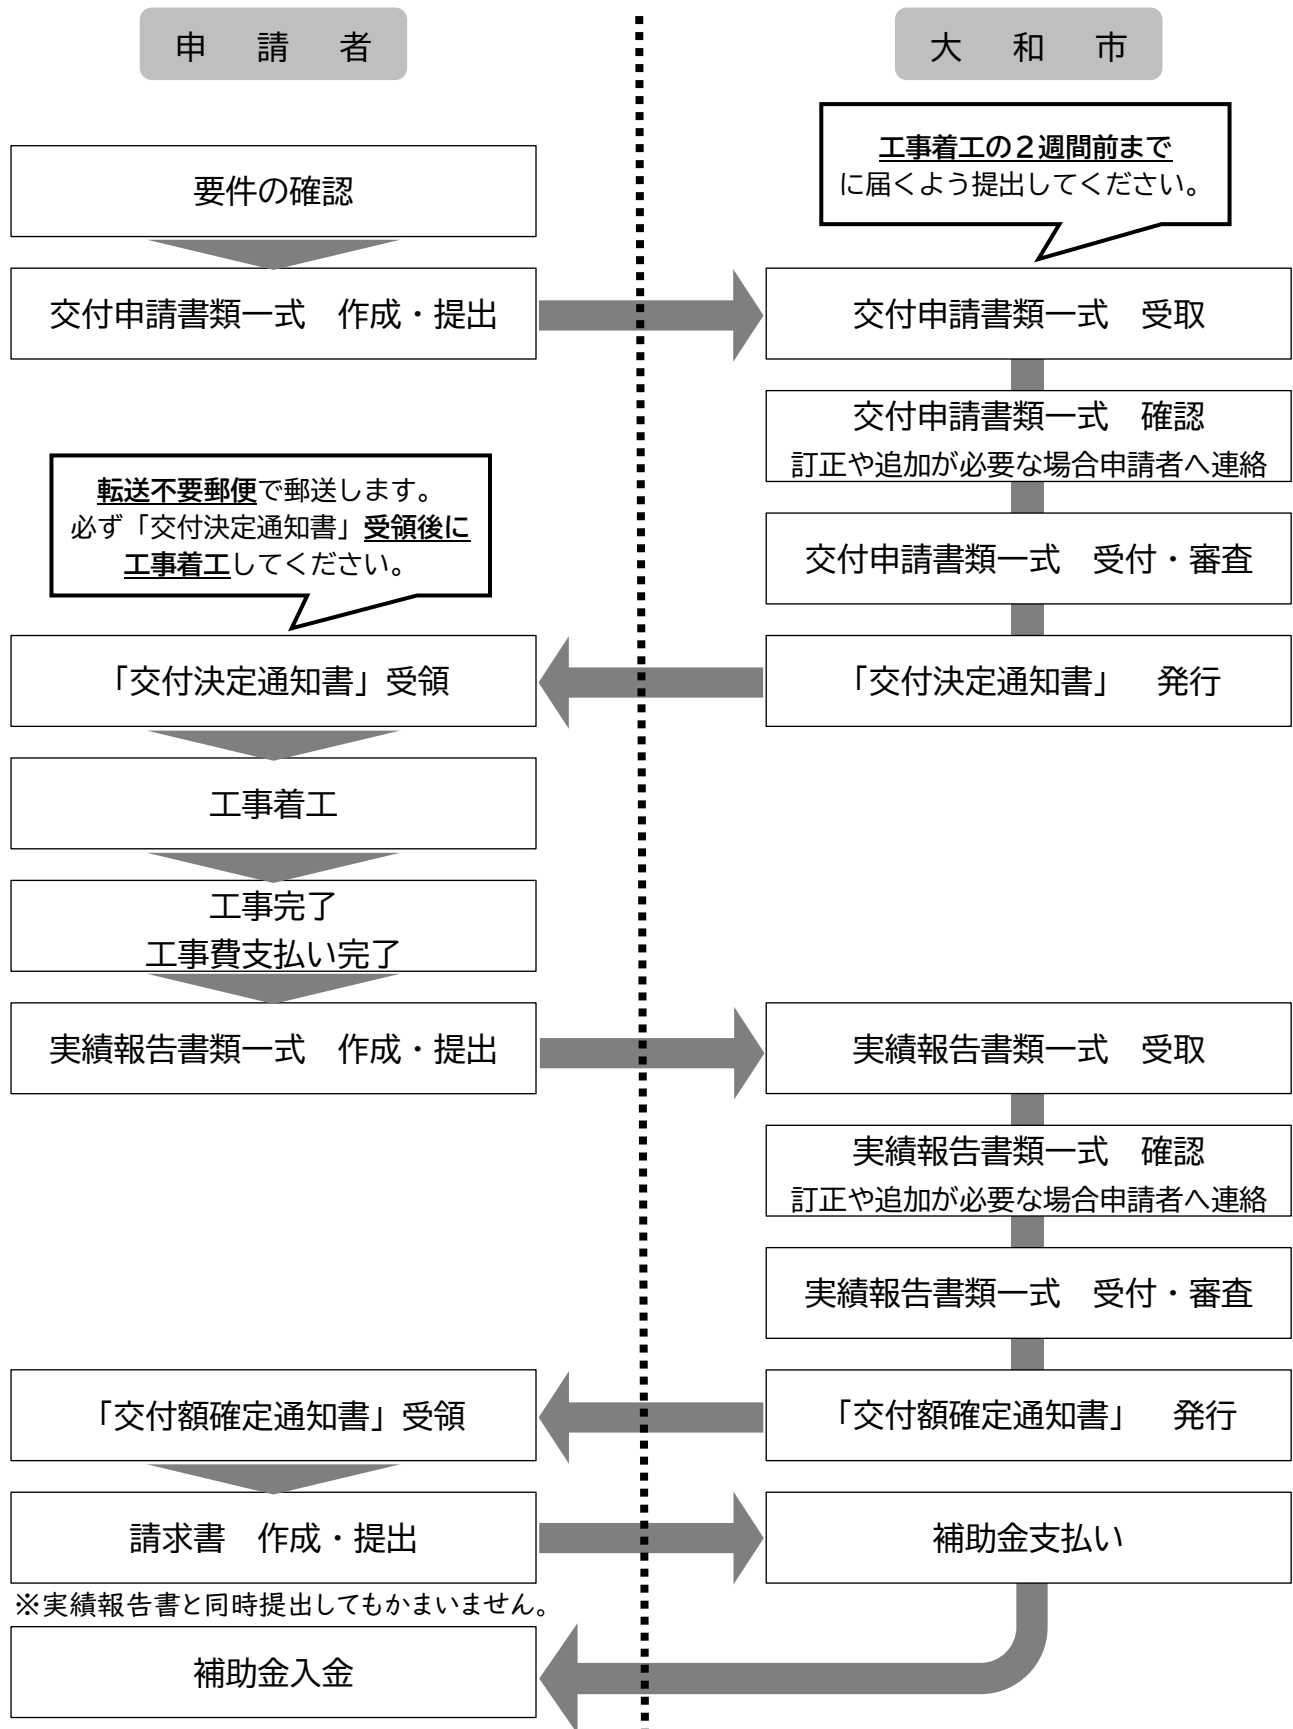 申　請　者
大　和　市
工事着工の２週間前まで
に届くよう提出してください。
要件の確認
交付申請書類一式　作成・提出
交付申請書類一式　受取
交付申請書類一式　確認
訂正や追加が必要な場合申請者へ連絡
転送不要郵便で郵送します。
必ず「交付決定通知書」受領後に
工事着工してください。
交付申請書類一式　受付・審査
「交付決定通知書」受領
「交付決定通知書」　発行
工事着工
工事完了
工事費支払い完了
実績報告書類一式　作成・提出
実績報告書類一式　受取
実績報告書類一式　確認
訂正や追加が必要な場合申請者へ連絡
実績報告書類一式　受付・審査
「交付額確定通知書」受領
「交付額確定通知書」　発行
請求書　作成・提出
補助金支払い
※実績報告書と同時提出してもかまいません。
補助金入金